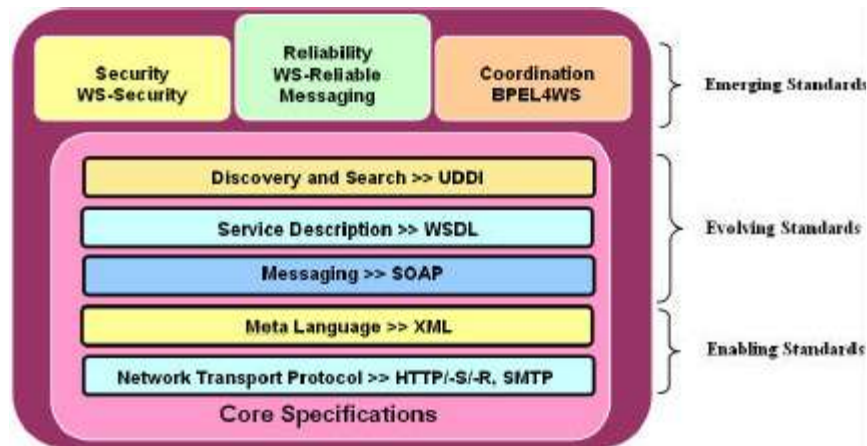 Security
WS-Security
Reliability
WS-Reliable
Messaging
Coordination
BPEL4WS
Emerging Standards
Discovery and Search >> UDDI
Service Description >> WSDL
Messaging >> SOAP
Evolving Standards
Meta Language >> XML
Network Transport Protocol >> HTTP/-S/-R, SMTP
Enabling Standards
Core Specifications